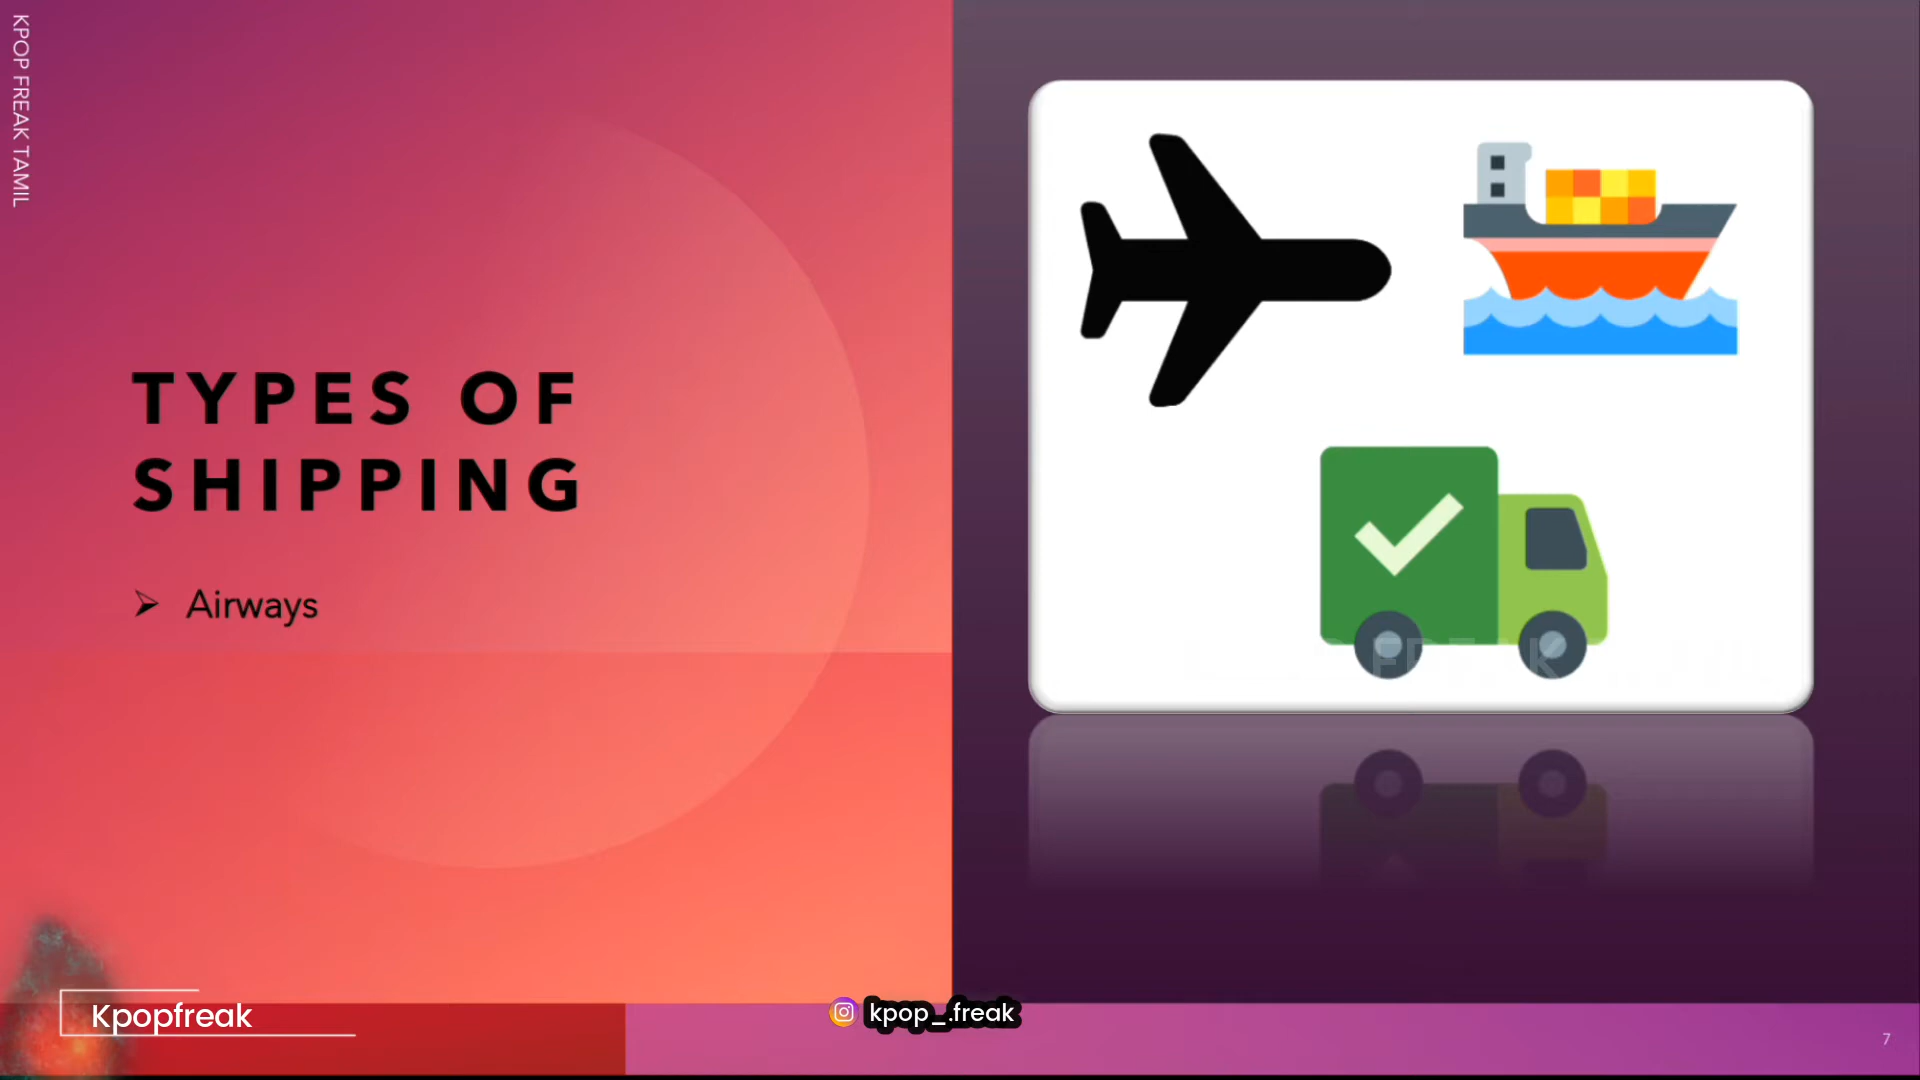 KPOP FREAK TAMIL
TYPES OF
SHIPPING
Airways
Kpopfreak
kpop_.freak
7